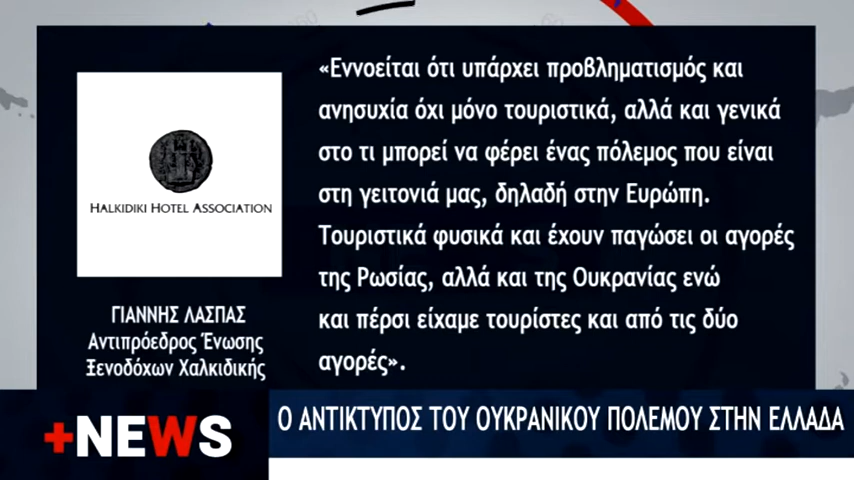 «Εννοείται ότι υπάρχει προβληματισμός και
ανησυχία όχι μόνο τουριστικά, αλλά και γενικά
στο τι μπορεί να φέρει ένας πόλεμος που είναι
στη γειτονιά μας, δηλαδή στην Ευρώπη.
Τουριστικά φυσικά και έχουν παγώσει οι αγορές
της Ρωσίας, αλλά και της Ουκρανίας ενώ
και πέρσι είχαμε τουρίστες και από τις δύο
αγορές».
HALKIDIKI HOTEL ASSOCIATION
ΓΙΑΝΝΗΣ ΛΑΣΠΑΣ
Αντιπρόεδρος Ένωσης
Ξενοδόχων Χαλκιδικής
+NEWS
Ο ΑΝΤΙΚΤΥΠΟΣ ΤΟΥ ΟΥΚΡΑΝΙΚΟΥ ΠΟΛΕΜΟΥ ΣΤΗΝ ΕΛΛΑΔΑ